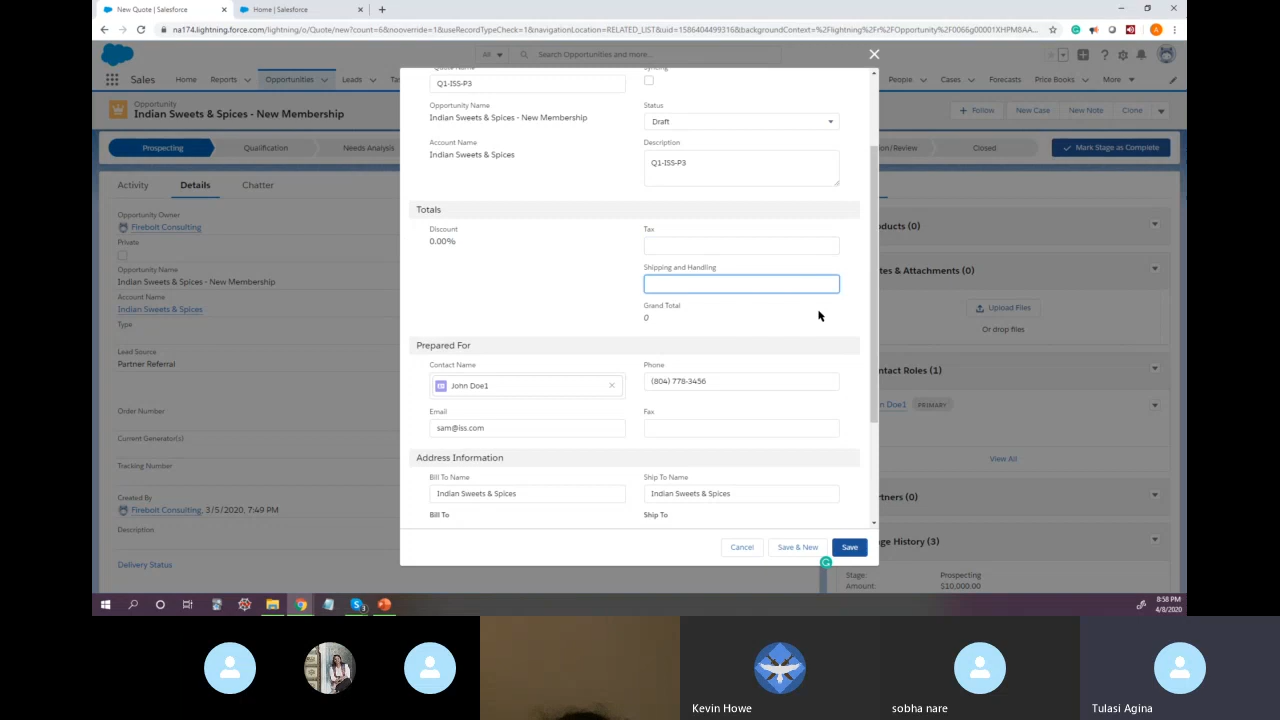 New Quote | Salesforce
Home | Salesforce
na174.lightning.force.com/lightning/o/Quote/new?count=6&nooverride=1&useRecordTypeCheck=1&navigationLocation=RELATED_LIST&uid=1586404499316&backgroundContext=%2Flightning%2Fr%2FOpportunity%2F0066g00001XHPM8AA...
All
Search Opportunities and more...
Sales
Home
Reports
Opportunities
Leads
People
Cases
Forecasts
Price Books
More
Opportunity
Indian Sweets & Spices - New Membership
+ Follow
New Case
New Note
Clone
Prospecting
Qualification
Needs Analysis
on/Review
Closed
Mark Stage as Complete
Activity
Details
Chatter
Opportunity Owner
Firebolt Consulting
Private
Opportunity Name
Indian Sweets & Spices - New Membership
Account Name
Indian Sweets & Spices
Type
Lead Source
Partner Referral
Order Number
Current Generator(s)
Tracking Number
Created By
Firebolt Consulting, 3/5/2020, 7:49 PM
Description
Delivery Status
Q1-ISS-P3
Opportunity Name
Indian Sweets & Spices - New Membership
Account Name
Indian Sweets & Spices
Status
Draft
Description
Q1-ISS-P3
Totals
Discount
0.00%
Tax
Shipping and Handling
Grand Total
0
Prepared For
Contact Name
John Doe1
Phone
(804) 778-3456
Email
sam@iss.com
Fax
Address Information
Bill To Name
Indian Sweets & Spices
Ship To Name
Indian Sweets & Spices
Bill To
Ship To
Cancel
Save & New
Save
ducts (0)
tes & Attachments (0)
Upload Files
Or drop files
ntact Roles (1)
n Doe1
PRIMARY
View All
rtners (0)
ge History (3)
Stage:
Prospecting
Amount:
$10,000.00
8:58 PM
4/8/2020
Kevin Howe
sobha nare
Tulasi Agina